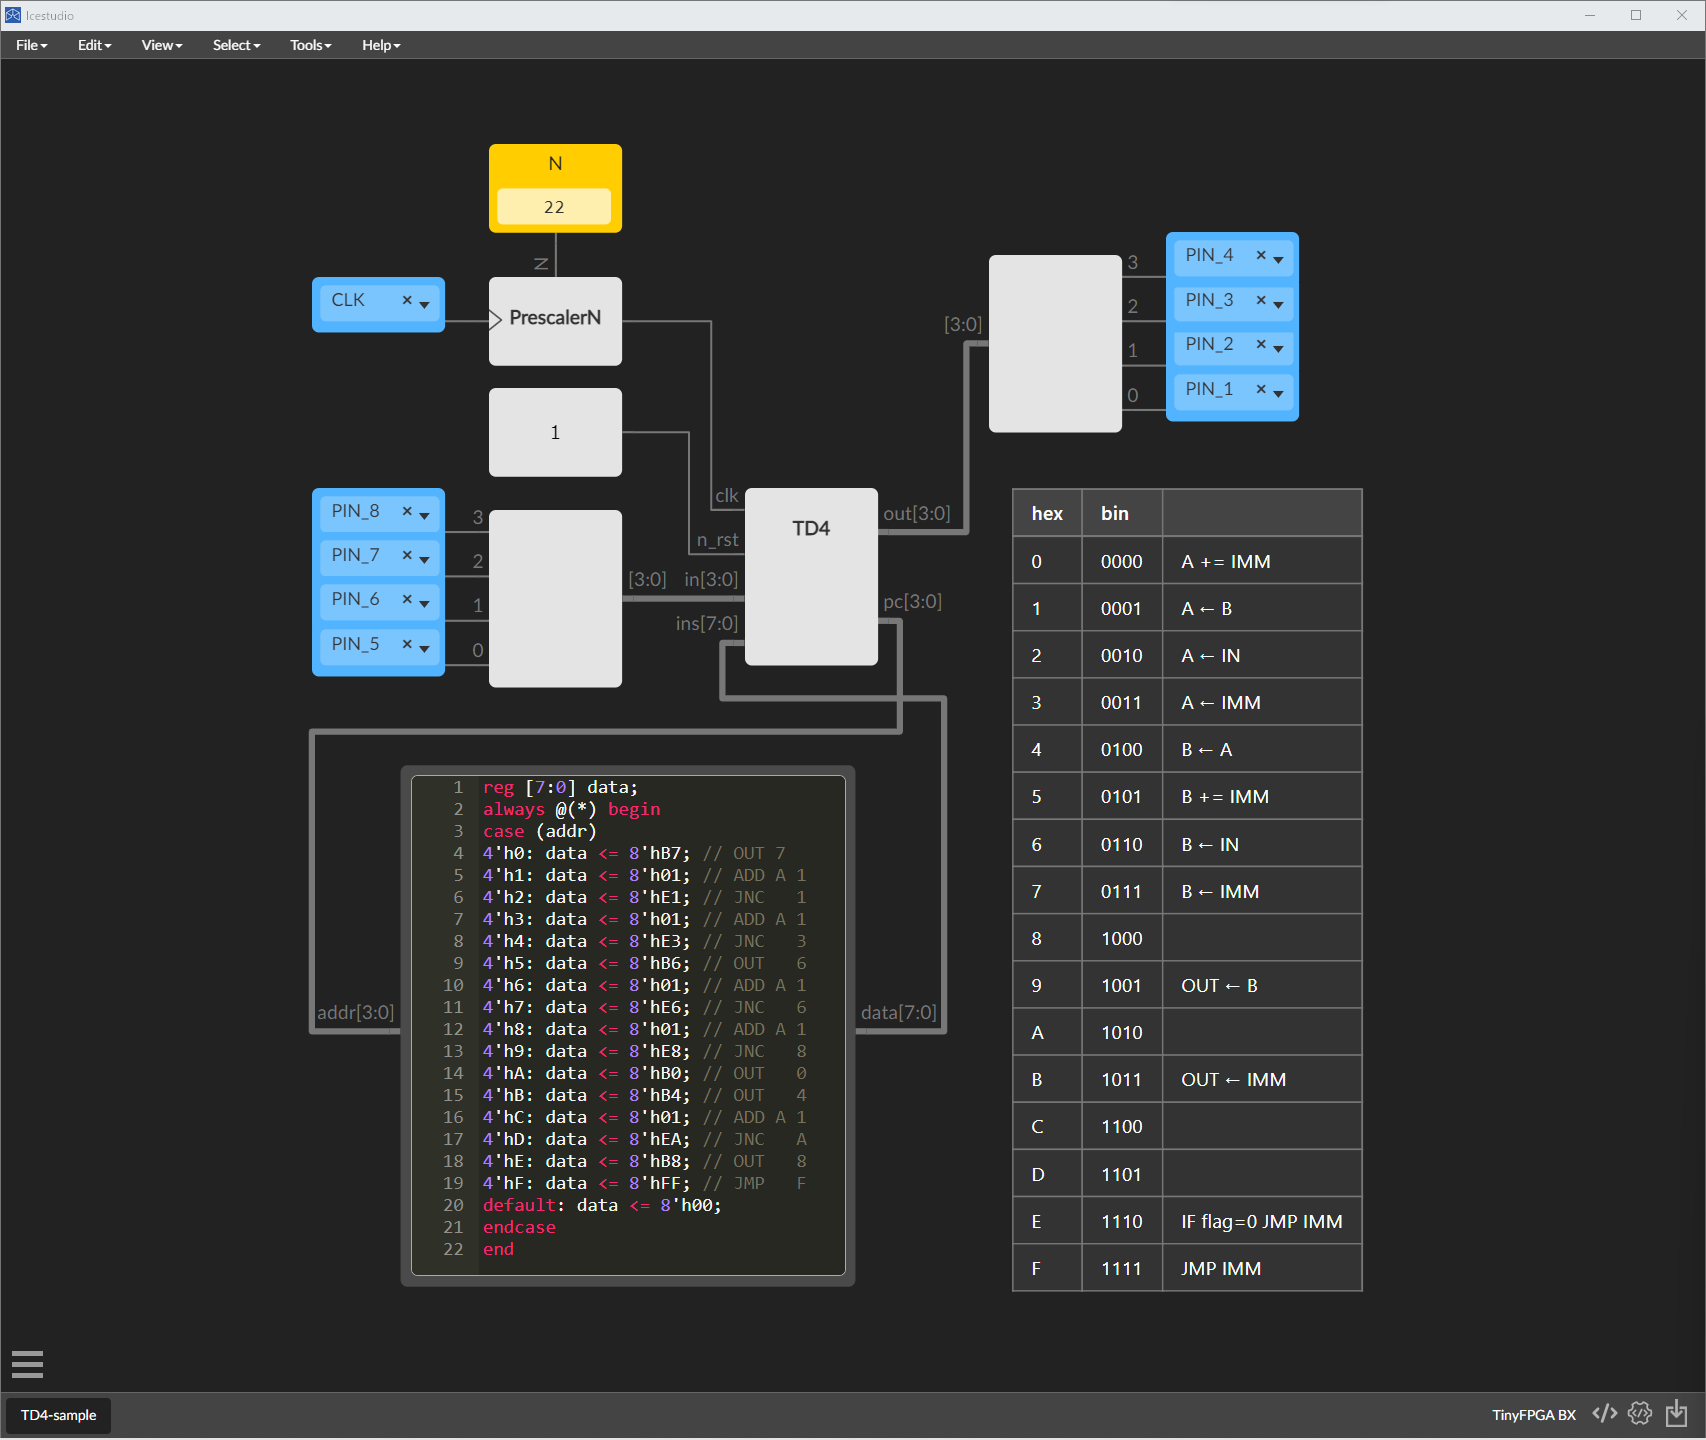 Icestudio
File Edit View Select Tools Help
N
22
N
CLK
PrescalerN
1
PIN_8
PIN_7
PIN_6
PIN_5
3
2
1
0
[3:0]
clk
n_rst
in[3:0]
ins[7:0]
TD4
out[3:0]
pc[3:0]
[3:0]
3
2
1
0
PIN_4
PIN_3
PIN_2
PIN_1
addr[3:0]
1 reg [7:0] data;
2 always @(*) begin
3 case (addr)
4 4'h0: data <= 8'hB7; // OUT 7
5 4'h1: data <= 8'h01; // ADD A 1
6 4'h2: data <= 8'hE1; // JNC   1
7 4'h3: data <= 8'h01; // ADD A 1
8 4'h4: data <= 8'hE3; // JNC   3
9 4'h5: data <= 8'hB6; // OUT   6
10 4'h6: data <= 8'h01; // ADD A 1
11 4'h7: data <= 8'hE6; // JNC   6
12 4'h8: data <= 8'h01; // ADD A 1
13 4'h9: data <= 8'hE8; // JNC   8
14 4'hA: data <= 8'hB0; // OUT   0
15 4'hB: data <= 8'hB4; // OUT   4
16 4'hC: data <= 8'h01; // ADD A 1
17 4'hD: data <= 8'hEA; // JNC   A
18 4'hE: data <= 8'hB8; // OUT   8
19 4'hF: data <= 8'hFF; // JMP   F
20 default: data <= 8'h00;
21 endcase
22 end
data[7:0]
hex bin
0 0000 A += IMM
1 0001 A ← B
2 0010 A ← IN
3 0011 A ← IMM
4 0100 B ← A
5 0101 B += IMM
6 0110 B ← IN
7 0111 B ← IMM
8 1000
9 1001 OUT ← B
A 1010
B 1011 OUT ← IMM
C 1100
D 1101
E 1110 IF flag=0 JMP IMM
F 1111 JMP IMM
TD4-sample
TinyFPGA BX